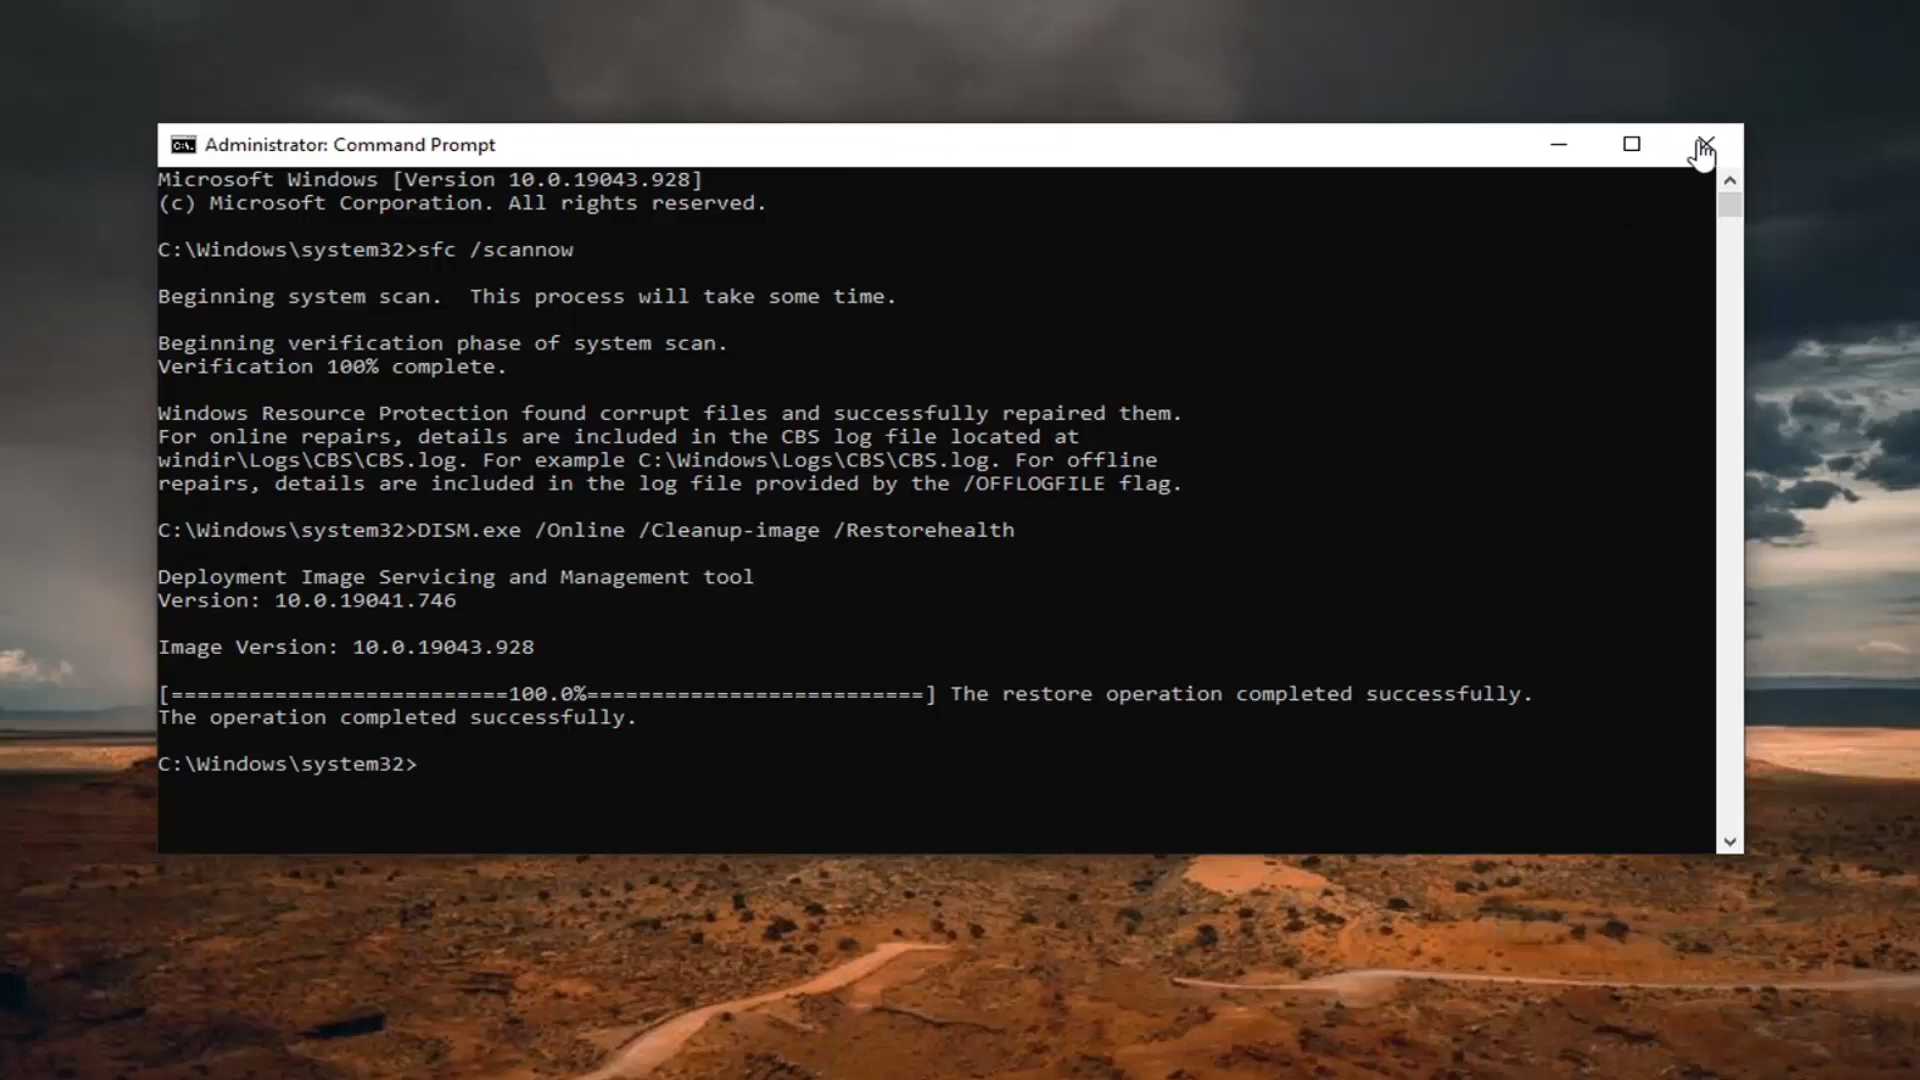 Administrator: Command Prompt
Microsoft Windows [Version 10.0.19043.928]
(c) Microsoft Corporation. All rights reserved.
C:\Windows\system32>sfc /scannow
Beginning system scan.  This process will take some time.
Beginning verification phase of system scan.
Verification 100% complete.
Windows Resource Protection found corrupt files and successfully repaired them.
For online repairs, details are included in the CBS log file located at
windir\Logs\CBS\CBS.log. For example C:\Windows\Logs\CBS\CBS.log. For offline
repairs, details are included in the log file provided by the /OFFLOGFILE flag.
C:\Windows\system32>DISM.exe /Online /Cleanup-image /Restorehealth
Deployment Image Servicing and Management tool
Version: 10.0.19041.746
Image Version: 10.0.19043.928
[==========================100.0%==========================] The restore operation completed successfully.
The operation completed successfully.
C:\Windows\system32>